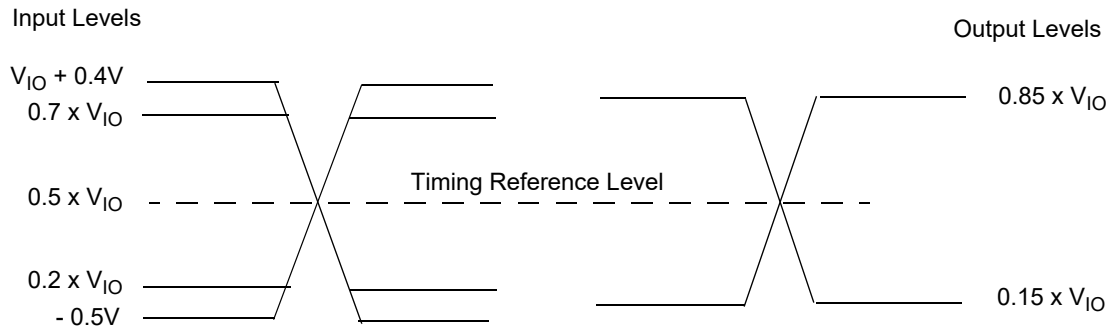 Input Levels
Output Levels
V_IO + 0.4V
0.7 x V_IO
0.85 x V_IO
0.5 x V_IO
Timing Reference Level
0.2 x V_IO
- 0.5V
0.15 x V_IO